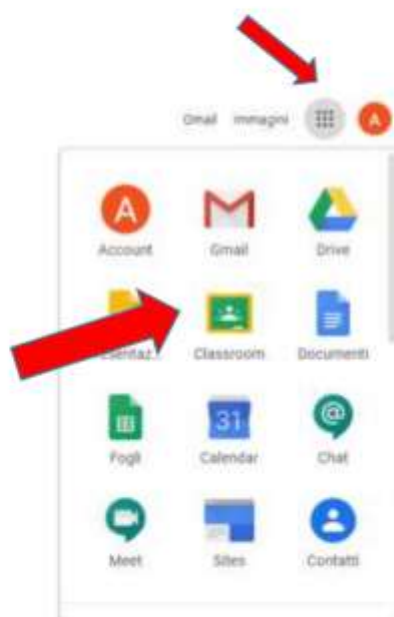 Gmail Immagini A
A
Account Gmail Drive
Classroom Documenti
31
Fogli Calendar Chat
Meet Sites Contatti